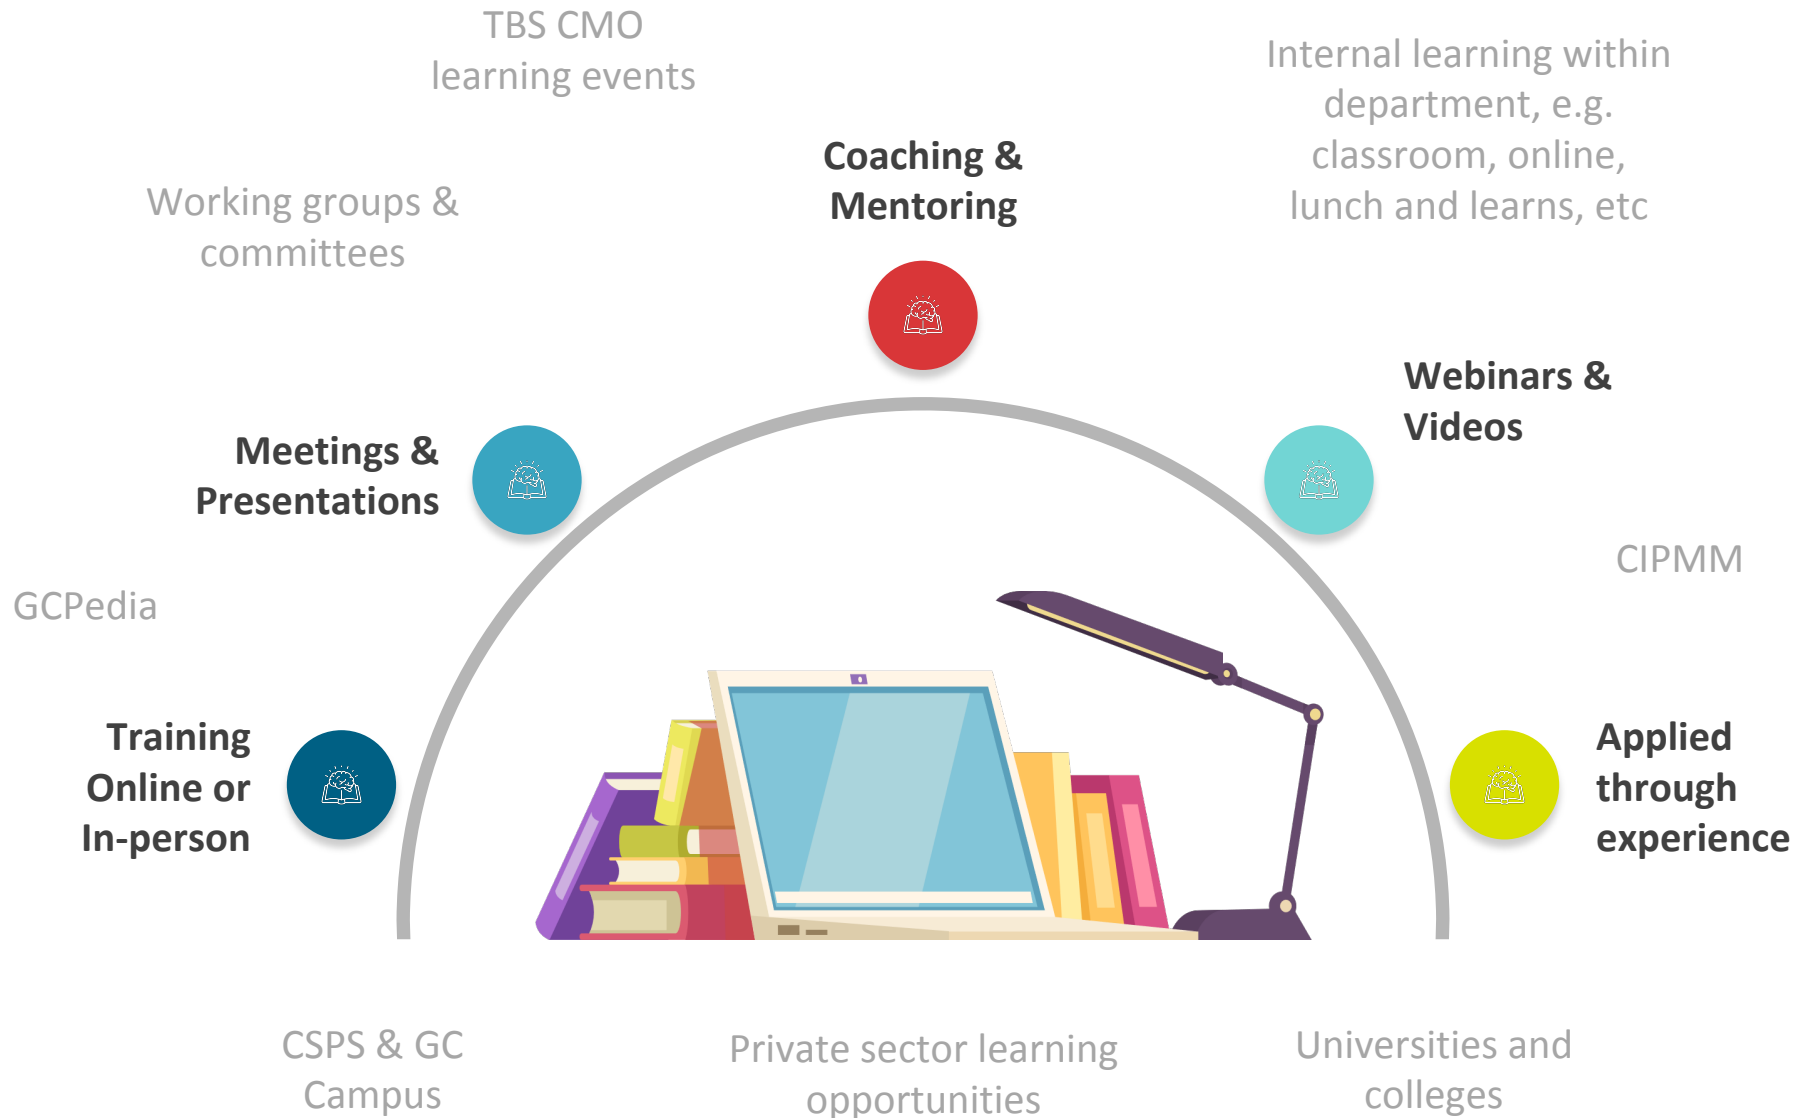 TBS CMO
learning events
Internal learning within
department, e.g.
classroom, online,
lunch and learns, etc
Coaching &
Mentoring
Working groups &
committees
Webinars &
Videos
Meetings &
Presentations
CIPMM
GCPedia
Training
Online or
In-person
Applied
through
experience
CSPS & GC
Campus
Private sector learning
opportunities
Universities and
colleges